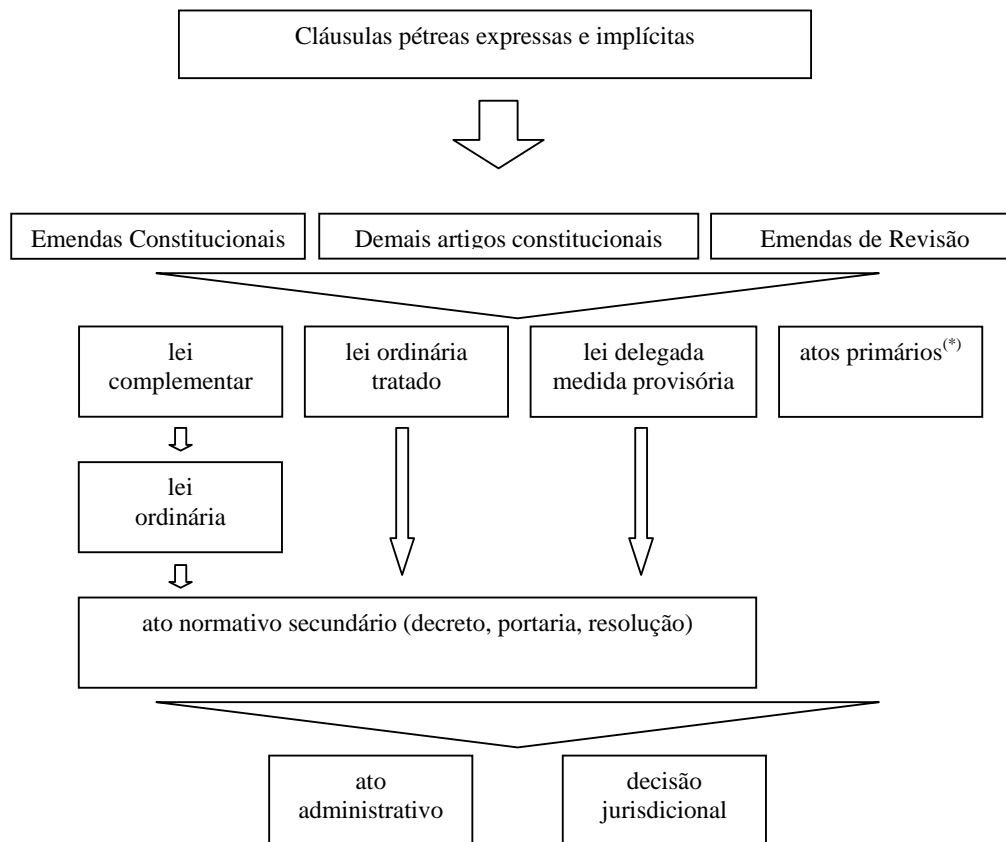 Cláusulas pétreas expressas e implícitas
Emendas Constitucionais
Demais artigos constitucionais
Emendas de Revisão
lei
complementar
lei ordinária
tratado
lei delegada
medida provisória
atos primários(*)
lei
ordinária
ato normativo secundário (decreto, portaria, resolução)
ato
administrativo
decisão
jurisdicional